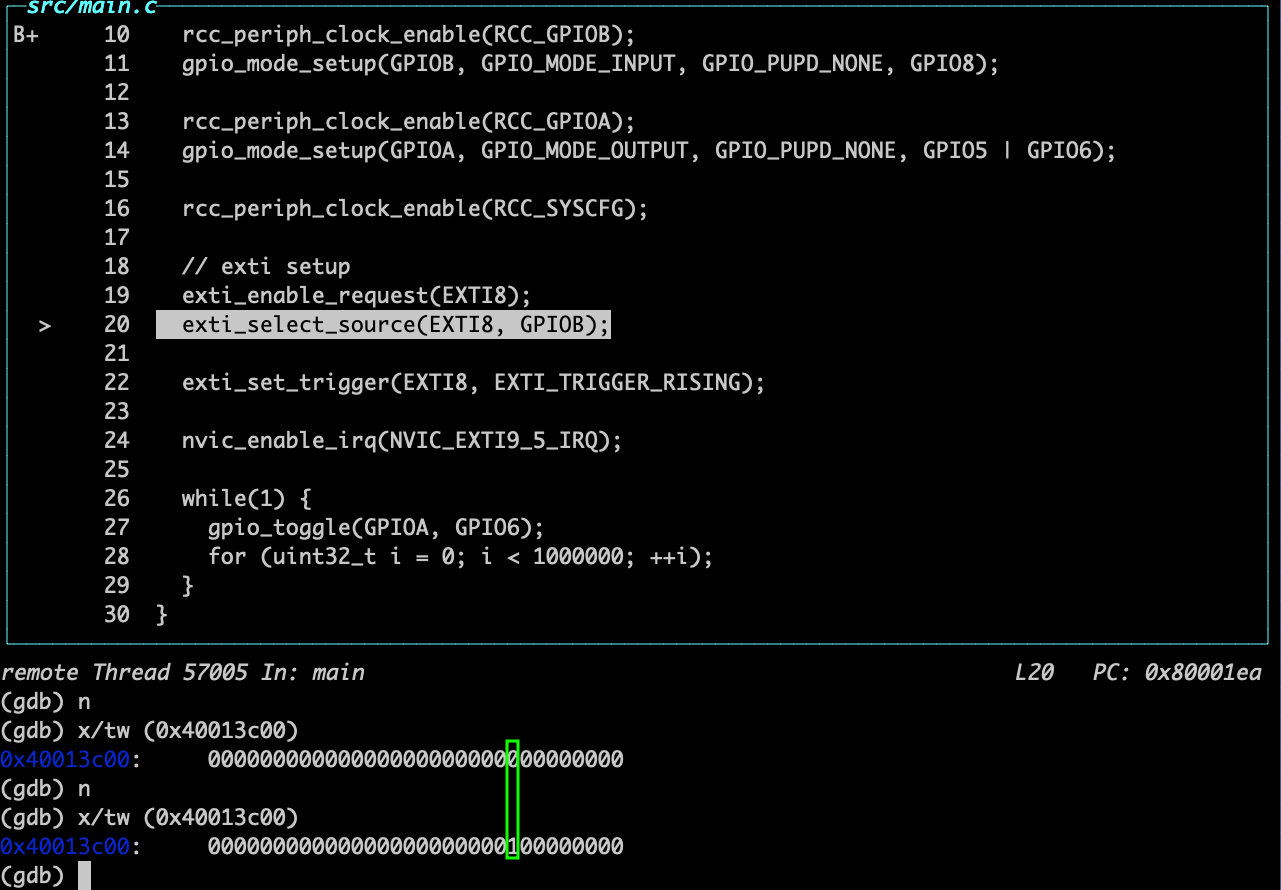 src/main.c
B+ 10 rcc_periph_clock_enable(RCC_GPIOB);
11 gpio_mode_setup(GPIOB, GPIO_MODE_INPUT, GPIO_PUPD_NONE, GPIO8);
12
13 rcc_periph_clock_enable(RCC_GPIOA);
14 gpio_mode_setup(GPIOA, GPIO_MODE_OUTPUT, GPIO_PUPD_NONE, GPIO5 | GPIO6);
15
16 rcc_periph_clock_enable(RCC_SYSCFG);
17
18 // exti setup
19 exti_enable_request(EXTI8);
> 20 exti_select_source(EXTI8, GPIOB);
21
22 exti_set_trigger(EXTI8, EXTI_TRIGGER_RISING);
23
24 nvic_enable_irq(NVIC_EXTI9_5_IRQ);
25
26 while(1) {
27 gpio_toggle(GPIOA, GPIO6);
28 for (uint32_t i = 0; i < 1000000; ++i);
29 }
30 }
remote Thread 57005 In: main L20 PC: 0x80001ea
(gdb) n
(gdb) x/tw (0x40013c00)
0x40013c00: 00000000000000000000000000000000
(gdb) n
(gdb) x/tw (0x40013c00)
0x40013c00: 00000000000000000000000100000000
(gdb)